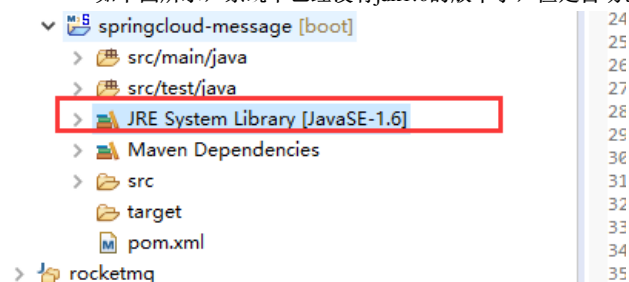 springcloud-message [boot]
src/main/java
src/test/java
JRE System Library [JavaSE-1.6]
Maven Dependencies
src
target
pom.xml
rocketmq
24
25
26
27
28
29
30
31
32
33
34
35